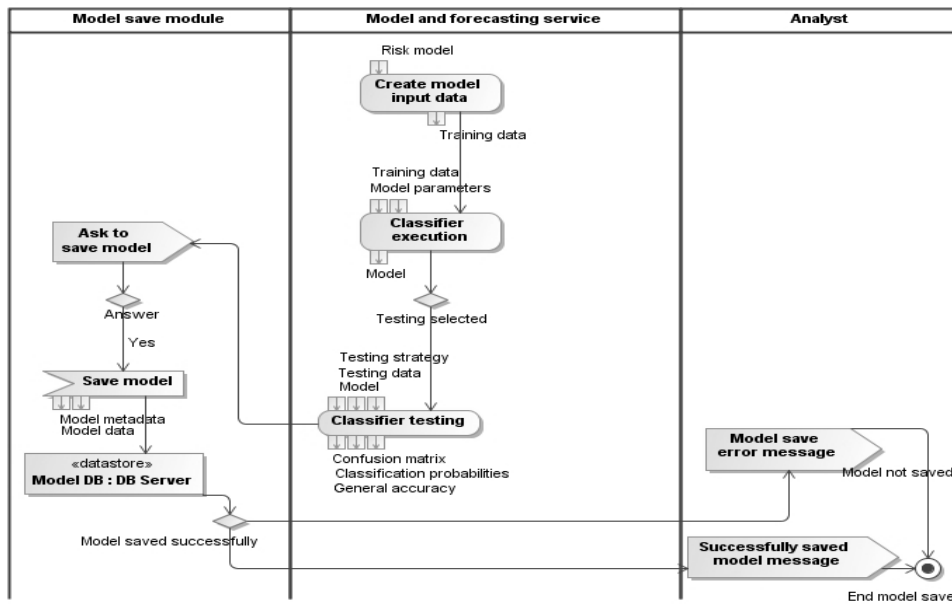 Model save module
Model and forecasting service
Analyst
Risk model
Create model
input data
Training data
Training data
Model parameters
Classifier
execution
Model
Testing selected
Ask to
save model
Answer
Yes
Save model
Model metadata
Model data
«datastore»
Model DB : DB Server
Model saved successfully
Testing strategy
Testing data
Model
Classifier testing
Confusion matrix
Classification probabilities
General accuracy
Model save
error message
Model not saved
Successfully saved
model message
End model save